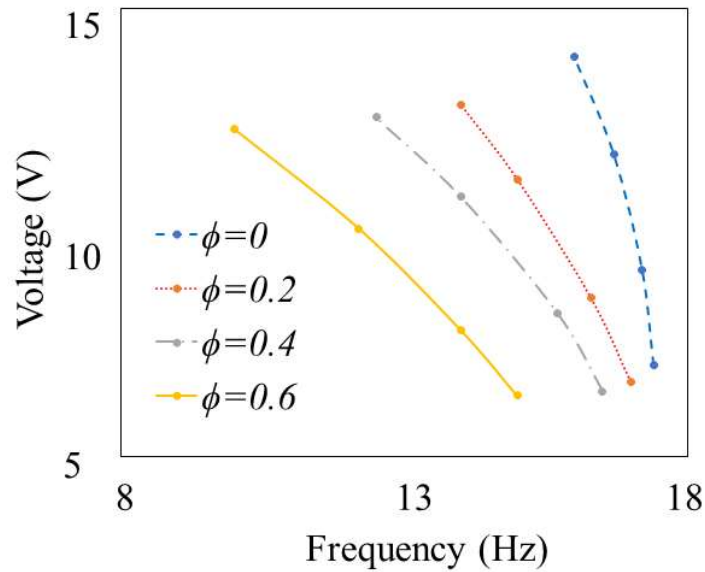 15
Voltage (V)
10
5
ϕ=0
ϕ=0.2
ϕ=0.4
ϕ=0.6
8 13 18
Frequency (Hz)